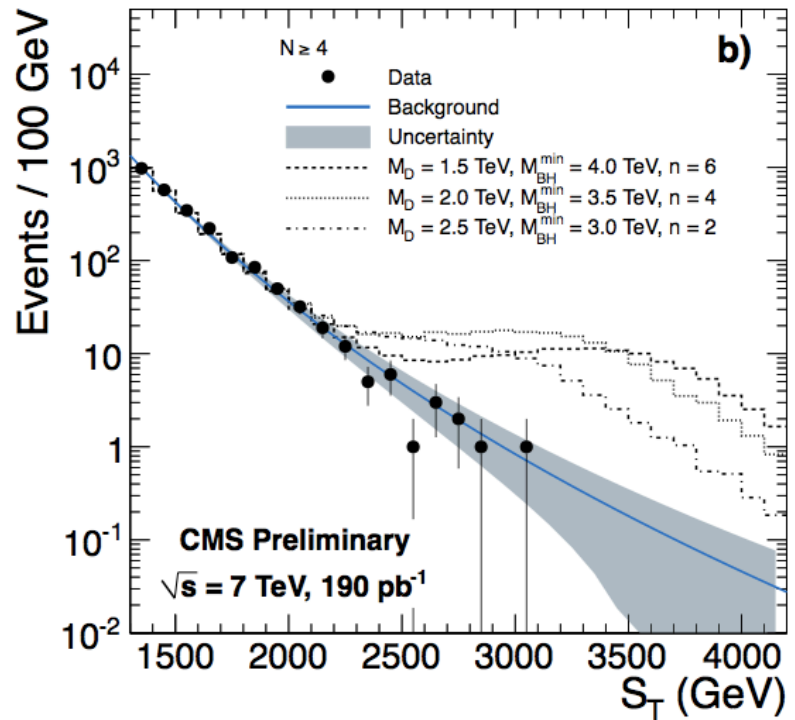 b)
N ≥ 4
Data
Background
Uncertainty
M_D = 1.5 TeV, M_BH^min = 4.0 TeV, n = 6
M_D = 2.0 TeV, M_BH^min = 3.5 TeV, n = 4
M_D = 2.5 TeV, M_BH^min = 3.0 TeV, n = 2
Events / 100 GeV
10^4
10^3
10^2
10
1
10^-1
10^-2
CMS Preliminary
√s = 7 TeV, 190 pb^-1
1500 2000 2500 3000 3500 4000
S_T (GeV)